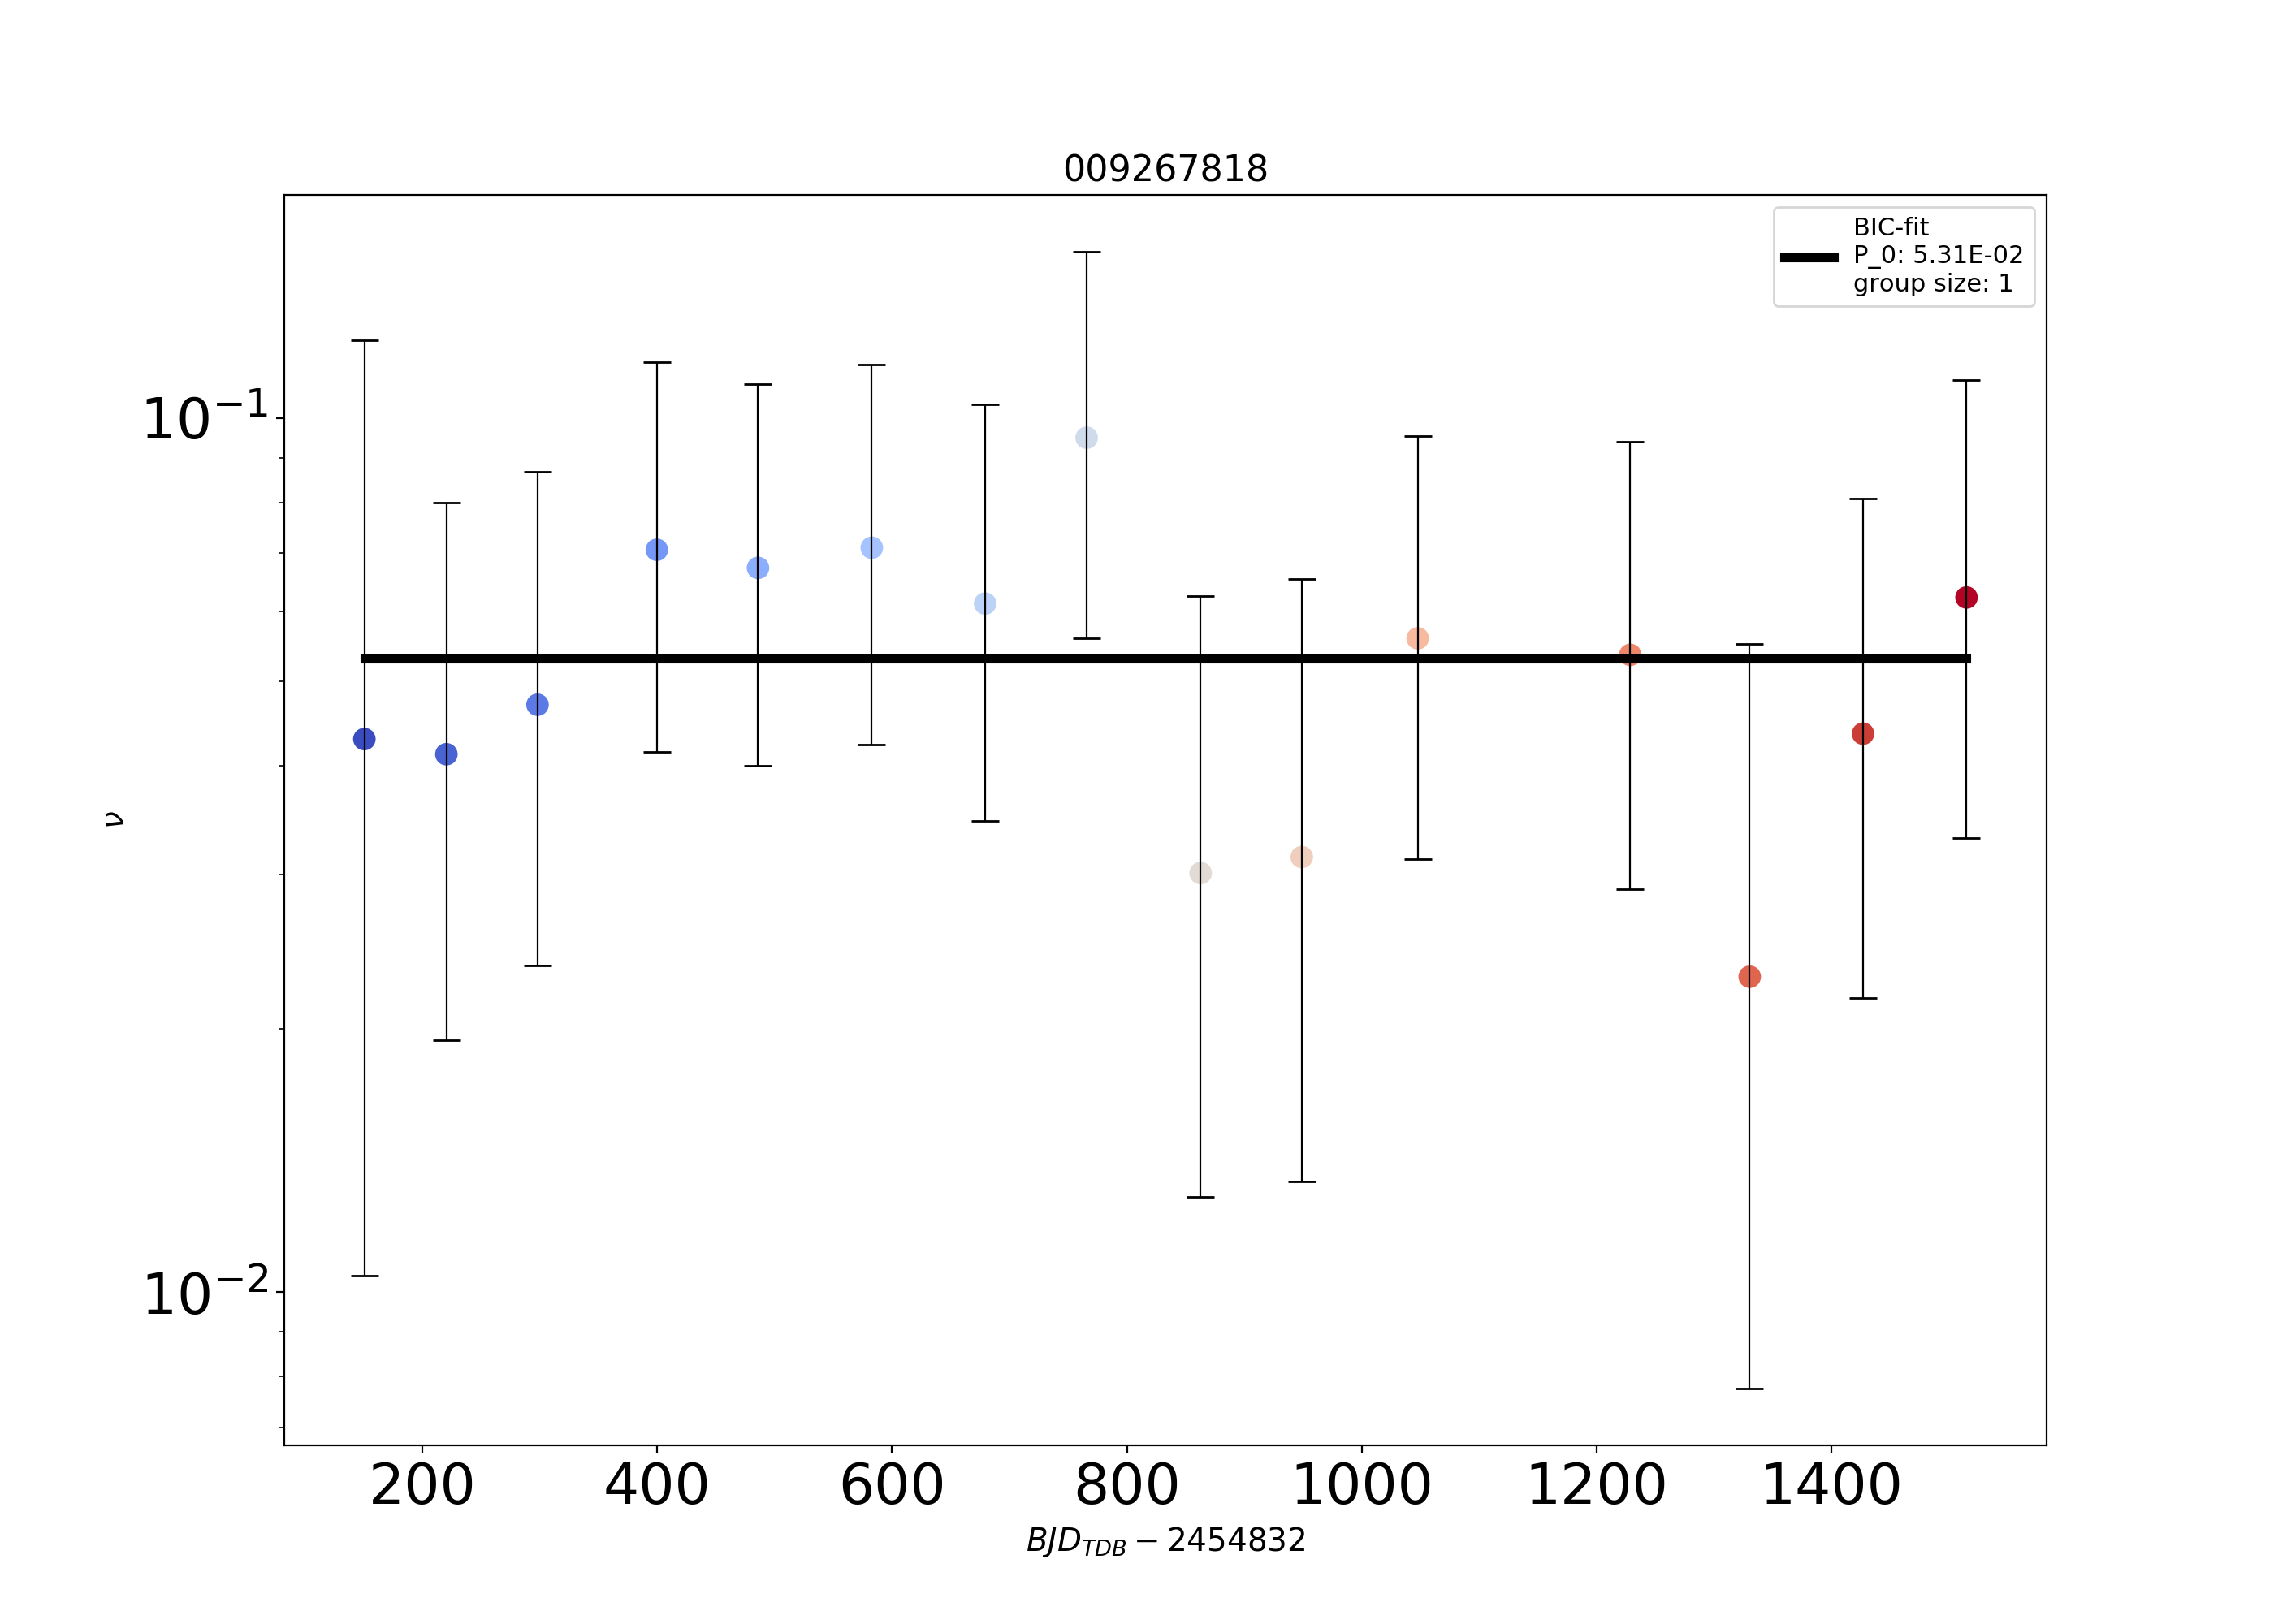 009267818
BIC-fit
P_0: 5.31E-02
group size: 1
10⁻¹
10⁻²
ν
200 400 600 800 1000 1200 1400
BJD_TDB − 2454832